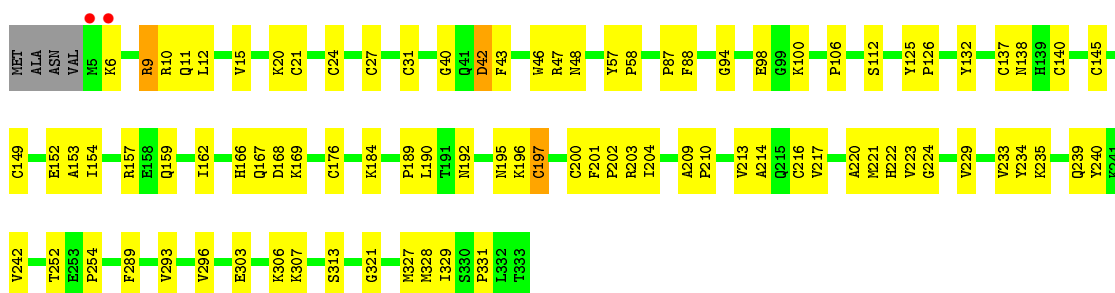 MET ALA ASN VAL M5 K6 R9 R10 Q11 L12 V15 K20 C21 C24 C27 C31 G40 Q41 D42 F43 W46 R47 N48 Y57 P58 P87 F88 G94 E98 G99 K100 P106 S112 Y125 P126 Y132 C137 N138 H139 C140 C145
C149 E152 A153 I154 R157 E158 Q159 I162 H166 Q167 D168 K169 C176 K184 P189 L190 T191 N192 N195 K196 C197 C200 F201 P202 R203 I204 A209 P210 V213 A214 Q215 C216 V217 A220 M221 H222 V223 G224 V229 V233 Y234 K235 Q239 Y240 K241
V242 T252 E253 P254 F289 V293 V296 E303 K306 K307 S313 G321 M327 M328 I329 S330 P331 L332 T333